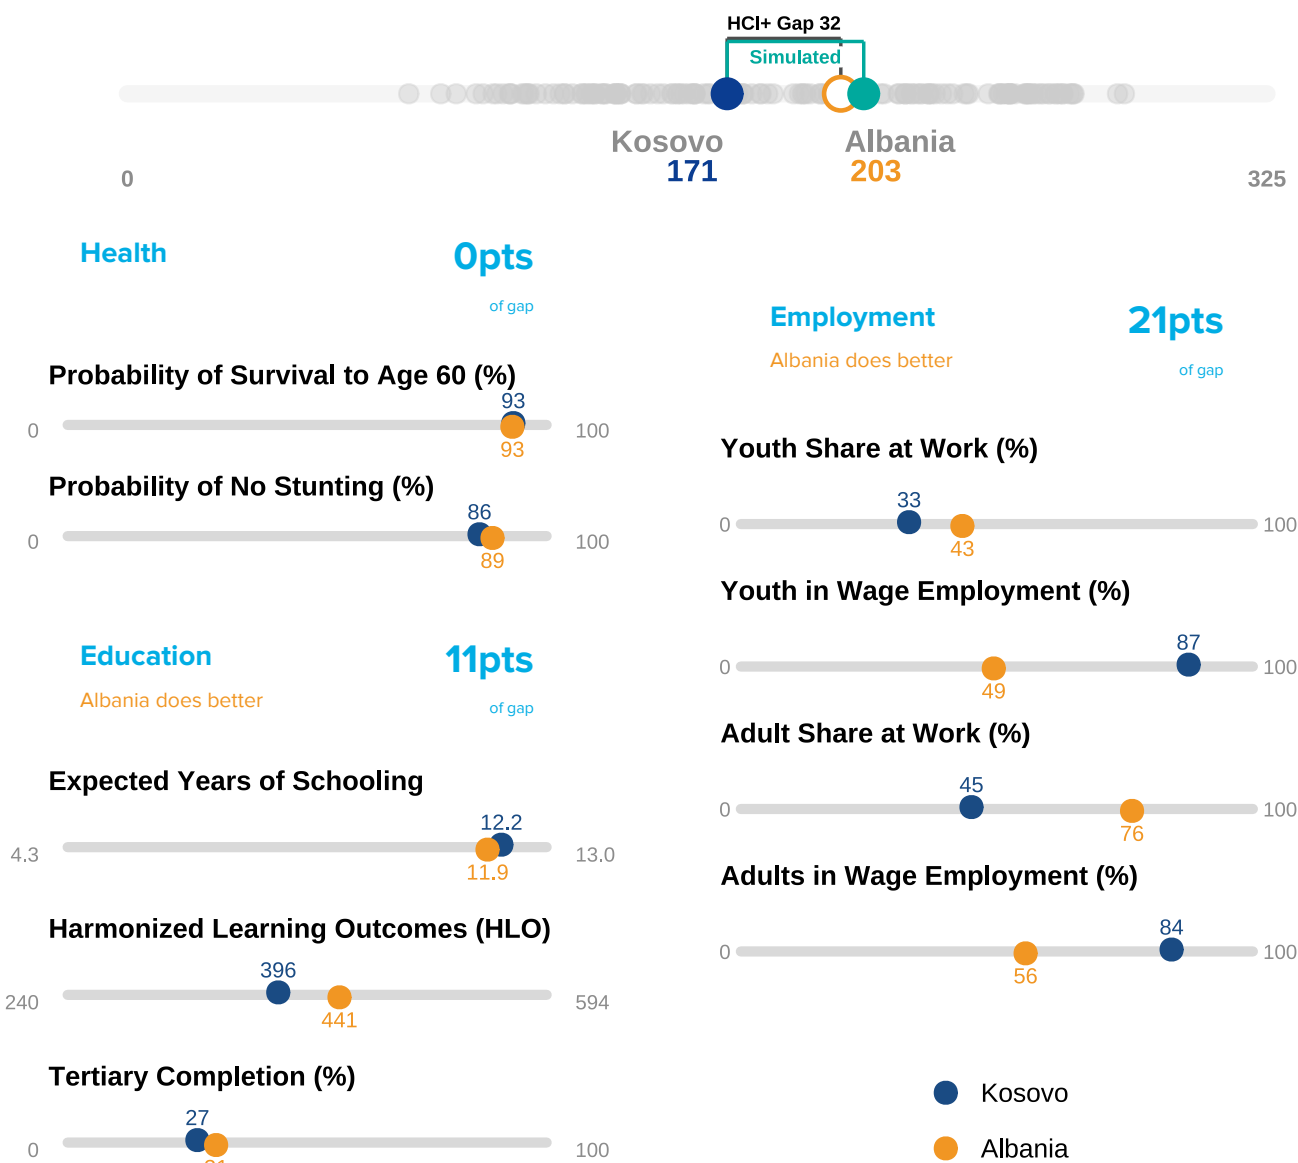 HCI+ Gap 32
Simulated
Kosovo
171
Albania
203
0
325
Health
0pts
of gap
Probability of Survival to Age 60 (%)
93
0
100
93
Probability of No Stunting (%)
86
0
100
89
Education
11pts
Albania does better
of gap
Expected Years of Schooling
12.2
4.3
13.0
11.9
Harmonized Learning Outcomes (HLO)
396
240
594
441
Tertiary Completion (%)
27
0
100
Employment
21pts
Albania does better
of gap
Youth Share at Work (%)
33
0
100
43
Youth in Wage Employment (%)
87
0
100
49
Adult Share at Work (%)
45
0
100
76
Adults in Wage Employment (%)
84
0
100
56
Kosovo
Albania